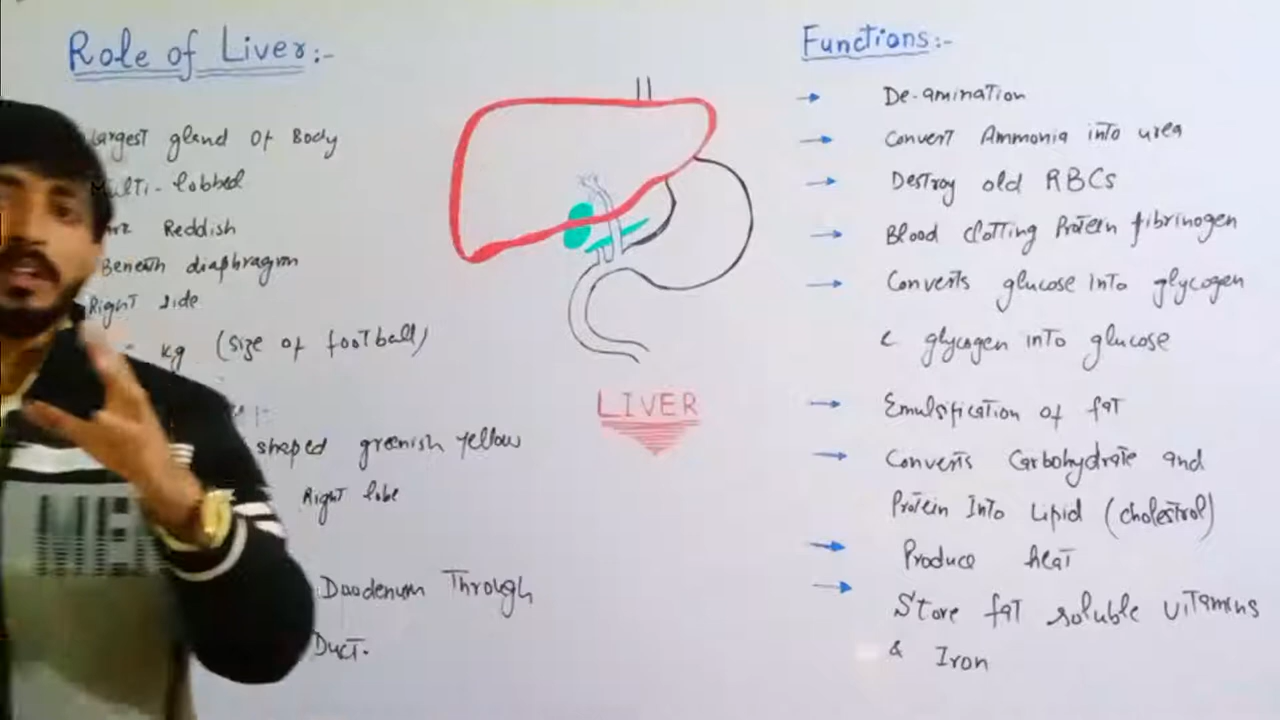 Role of Liver:-
Largest gland of Body
Multi-lobbed
Reddish
Beneath diaphragm
Right side
kg (size of football)
shaped greenish yellow
Right lobe
Duodenum Through
Duct.
LIVER
Functions:-
→ De-amination
→ Convert Ammonia into urea
→ Destroy old RBCs
→ Blood clotting Protein fibrinogen
→ Converts glucose into glycogen
glycogen into glucose
→ Emulsification of fat
→ Converts Carbohydrate and
Protein Into Lipid (cholestrol)
→ Produce heat
→ Store fat soluble vitamins
& Iron
MEN